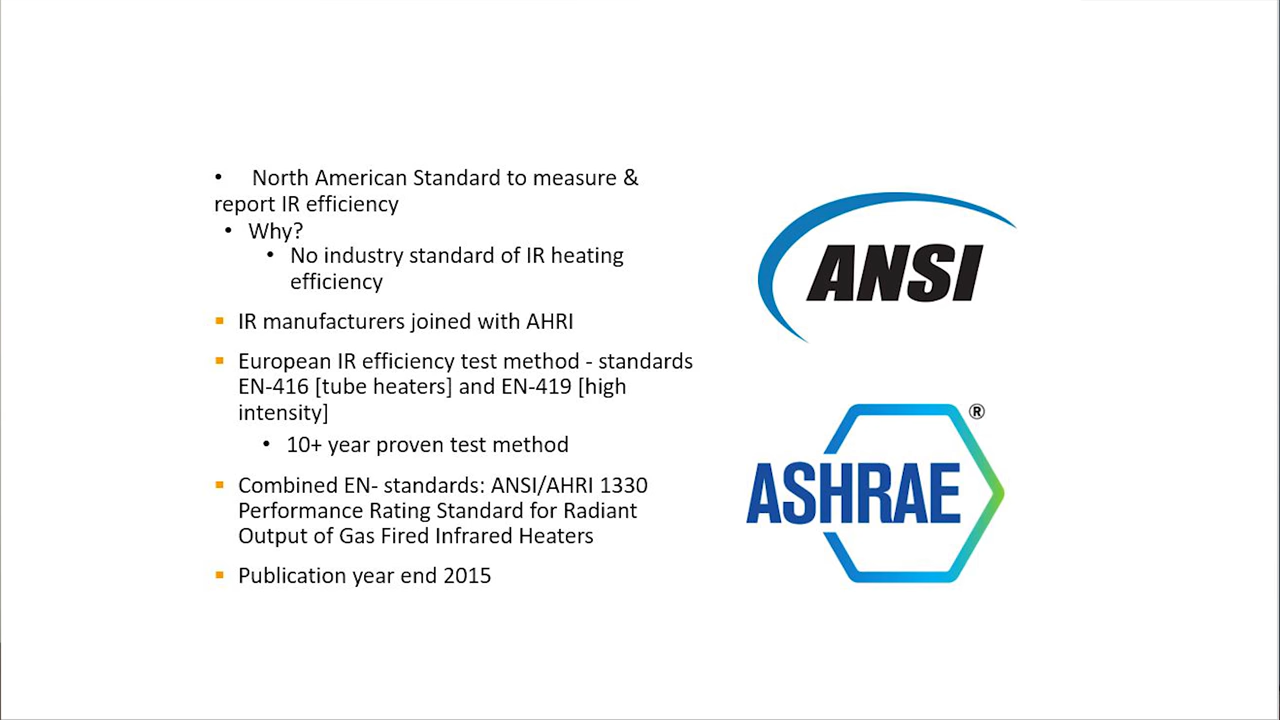 • North American Standard to measure &
report IR efficiency
• Why?
• No industry standard of IR heating
efficiency
▪ IR manufacturers joined with AHRI
▪ European IR efficiency test method - standards
EN-416 [tube heaters] and EN-419 [high
intensity]
• 10+ year proven test method
▪ Combined EN- standards: ANSI/AHRI 1330
Performance Rating Standard for Radiant
Output of Gas Fired Infrared Heaters
▪ Publication year end 2015
ANSI
ASHRAE®